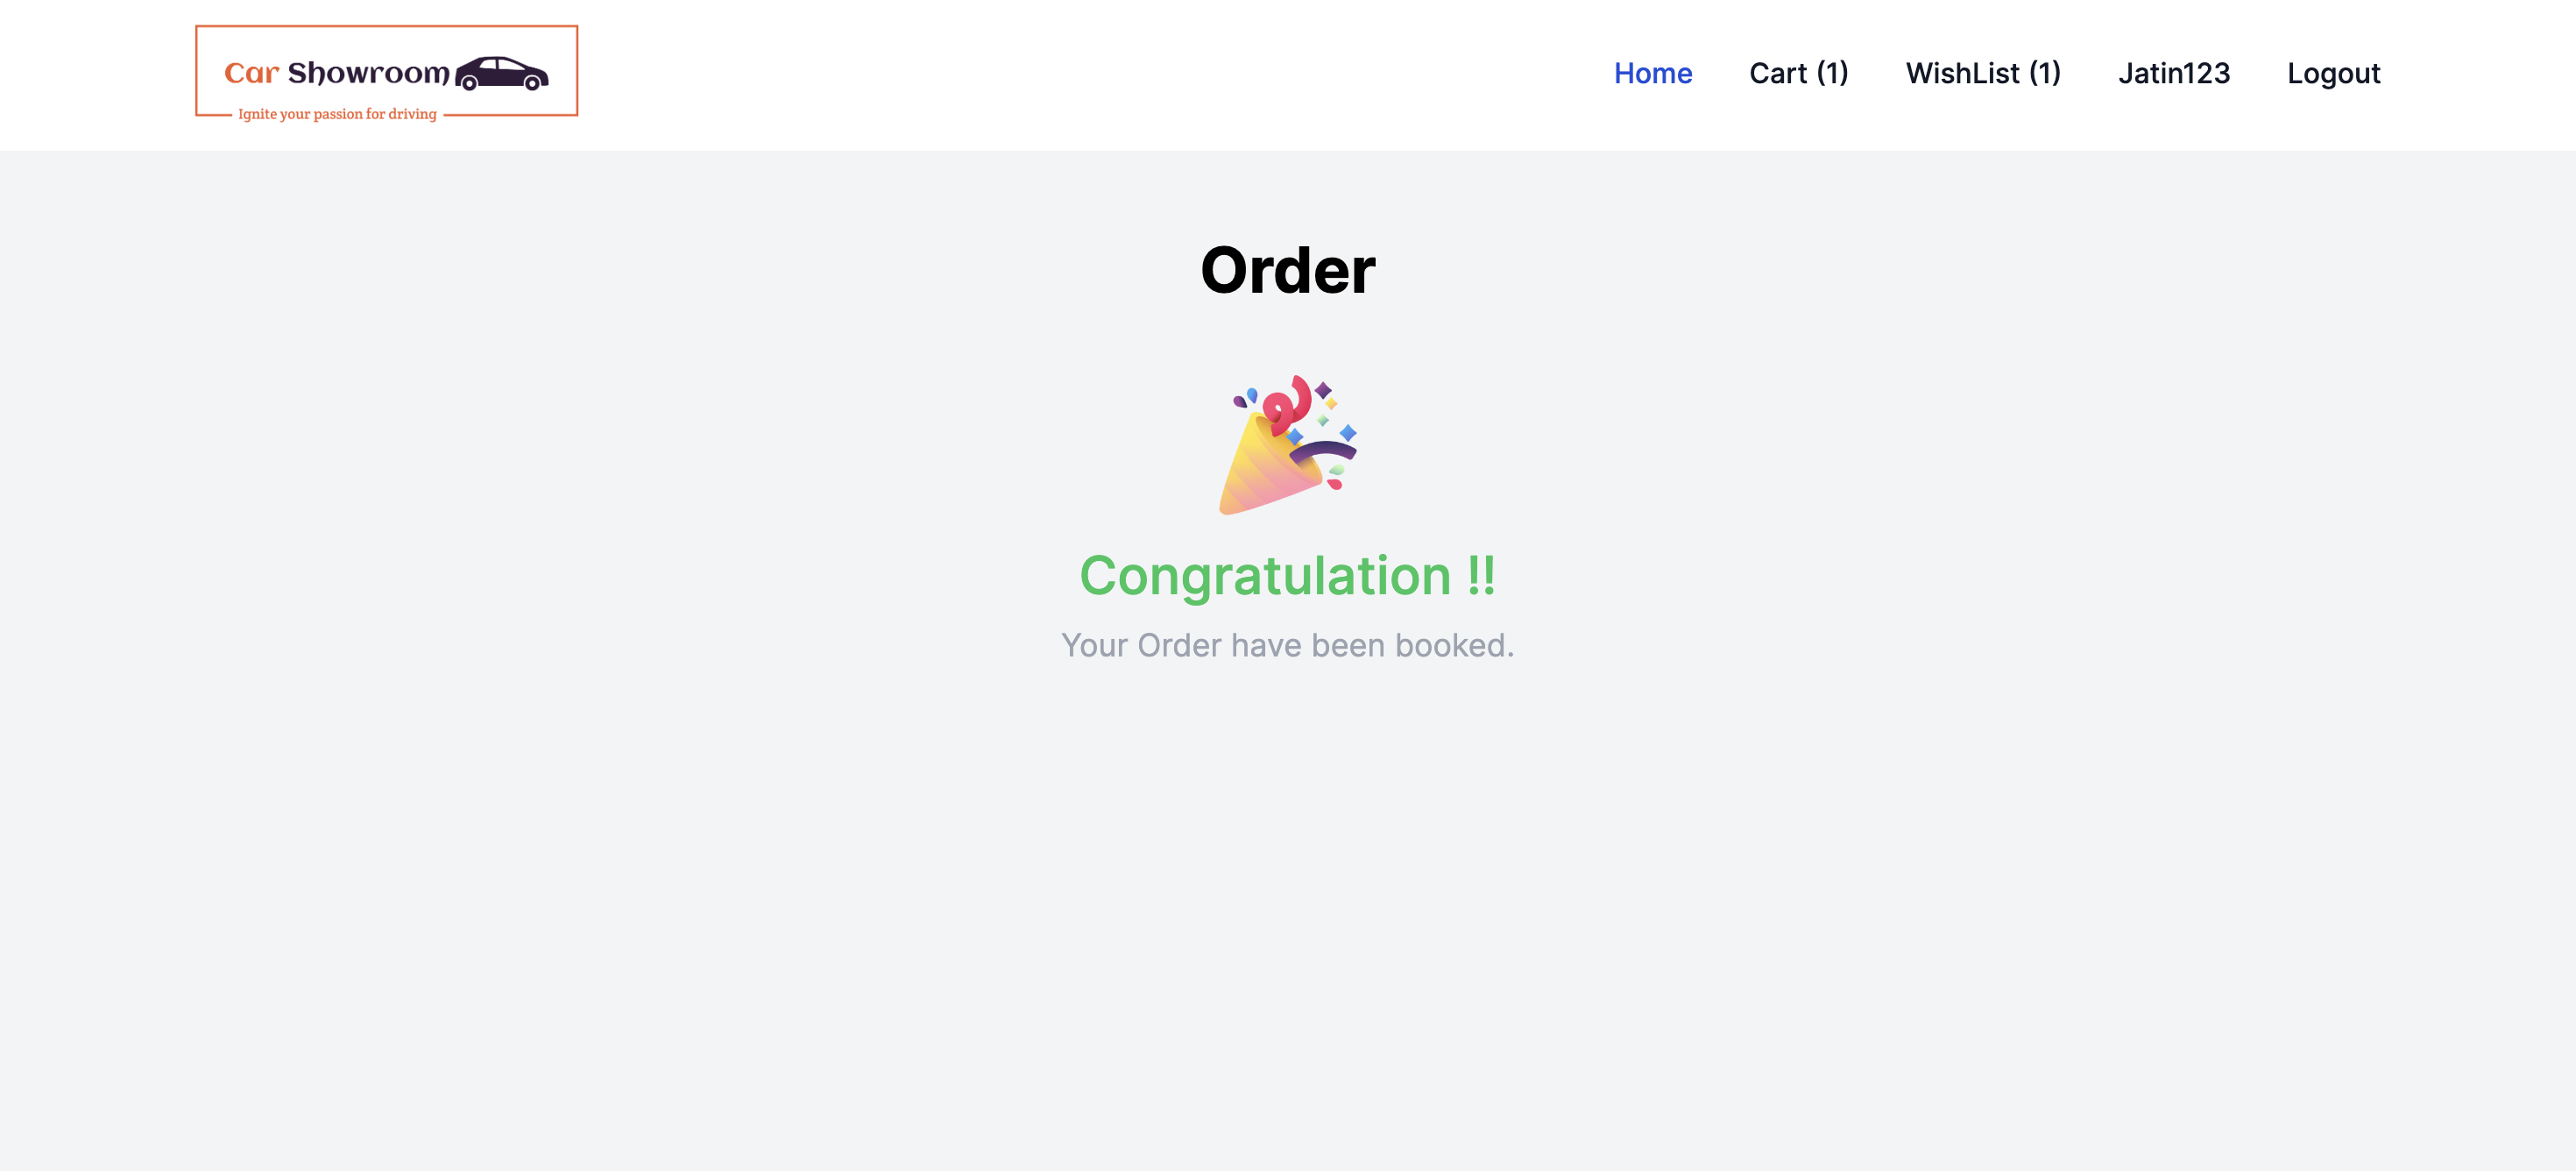 Car Showroom
Ignite your passion for driving
Home Cart (1) WishList (1) Jatin123 Logout
Order
Congratulation !!
Your Order have been booked.